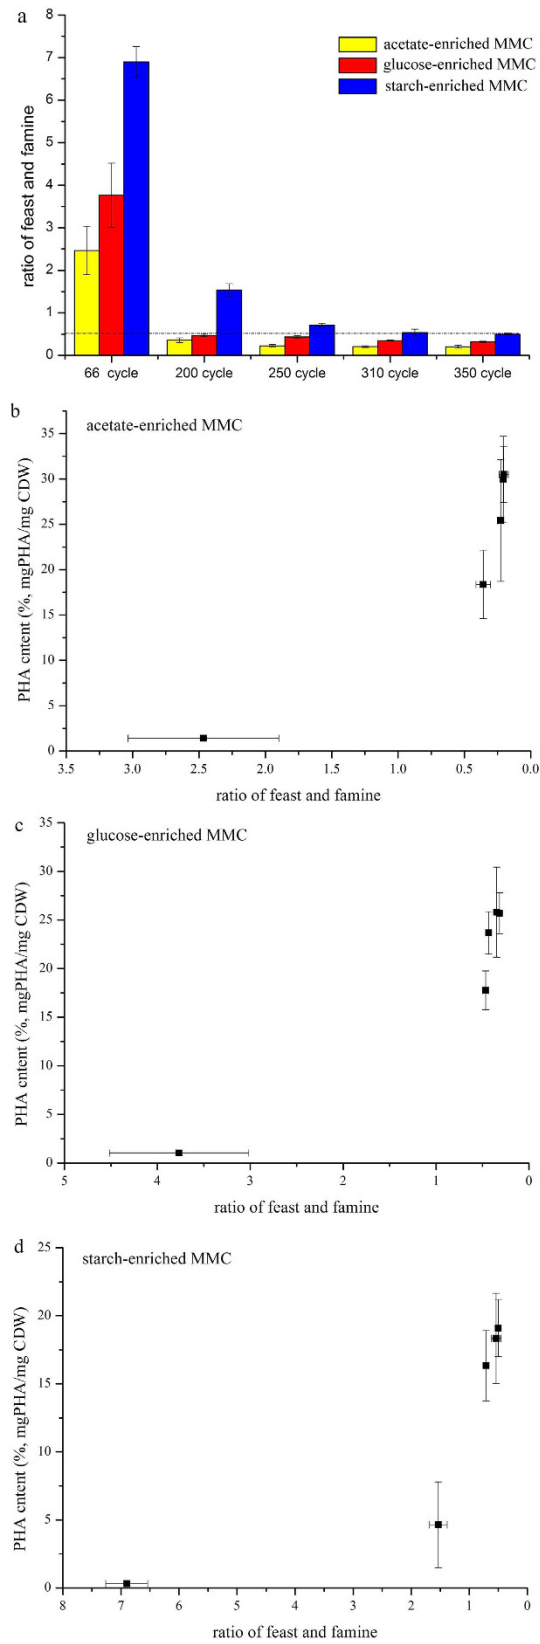 a
8
7
6
5
4
3
2
1
0
ratio of feast and famine
acetate-enriched MMC
glucose-enriched MMC
starch-enriched MMC
66 cycle 200 cycle 250 cycle 310 cycle 350 cycle
b
acetate-enriched MMC
35
30
25
20
15
10
5
0
PHA cntent (%, mgPHA/mg CDW)
3.5 3.0 2.5 2.0 1.5 1.0 0.5 0.0
ratio of feast and famine
c
glucose-enriched MMC
35
30
25
20
15
10
5
0
PHA cntent (%, mgPHA/mg CDW)
5 4 3 2 1 0
ratio of feast and famine
d
starch-enriched MMC
25
20
15
10
5
0
PHA cntent (%, mgPHA/mg CDW)
8 7 6 5 4 3 2 1 0
ratio of feast and famine